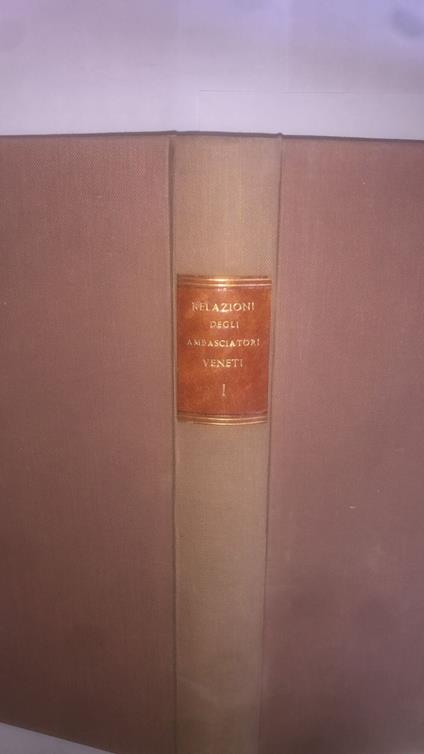 RELAZIONI
DEGLI
AMBASCIATORI
VENETI
I